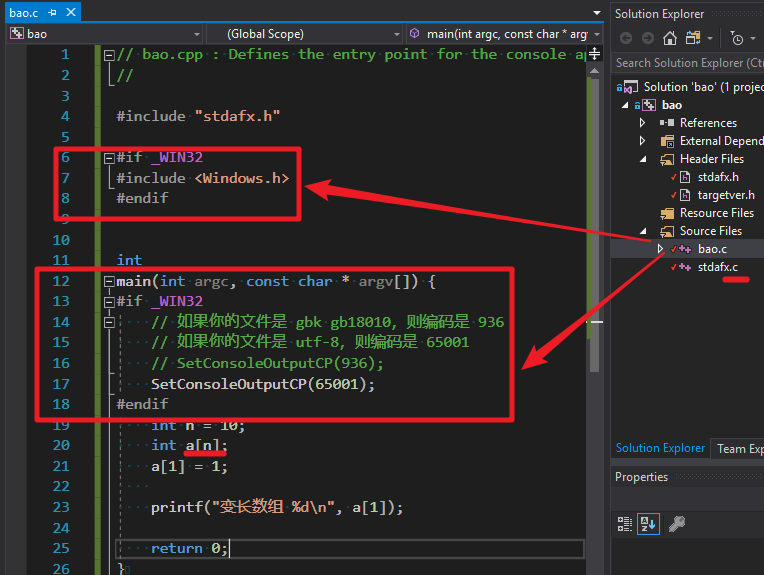 bao.c
bao
(Global Scope)
main(int argc, const char * argv
1 // bao.cpp : Defines the entry point for the console ap
2 //
3
4 #include "stdafx.h"
5
6 #if _WIN32
7 #include <Windows.h>
8 #endif
9
10
11 int
12 main(int argc, const char * argv[]) {
13 #if _WIN32
14 // 如果你的文件是 gbk gb18010, 则编码是 936
15 // 如果你的文件是 utf-8, 则编码是 65001
16 // SetConsoleOutputCP(936);
17 SetConsoleOutputCP(65001);
18 #endif
19 int n = 10;
20 int a[n];
21 a[1] = 1;
22
23 printf("变长数组 %d\n", a[1]);
24
25 return 0;
26 }
Solution Explorer
Search Solution Explorer (Ctr
Solution 'bao' (1 projec
bao
References
External Depend
Header Files
stdafx.h
targetver.h
Resource Files
Source Files
bao.c
stdafx.c
Solution Explorer
Team Exp
Properties